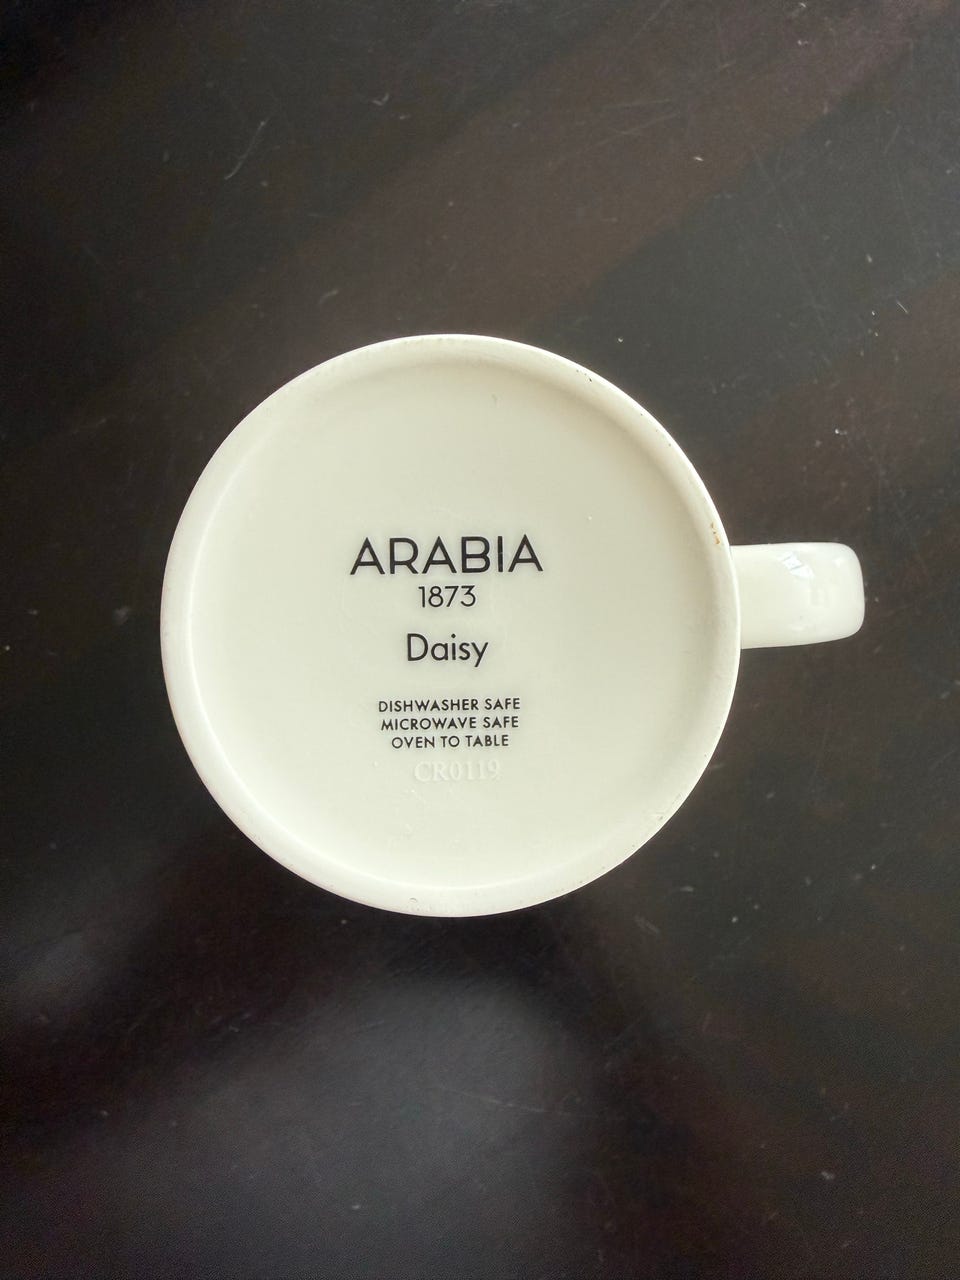 ARABIA
1873
Daisy
DISHWASHER SAFE
MICROWAVE SAFE
OVEN TO TABLE
CR0119